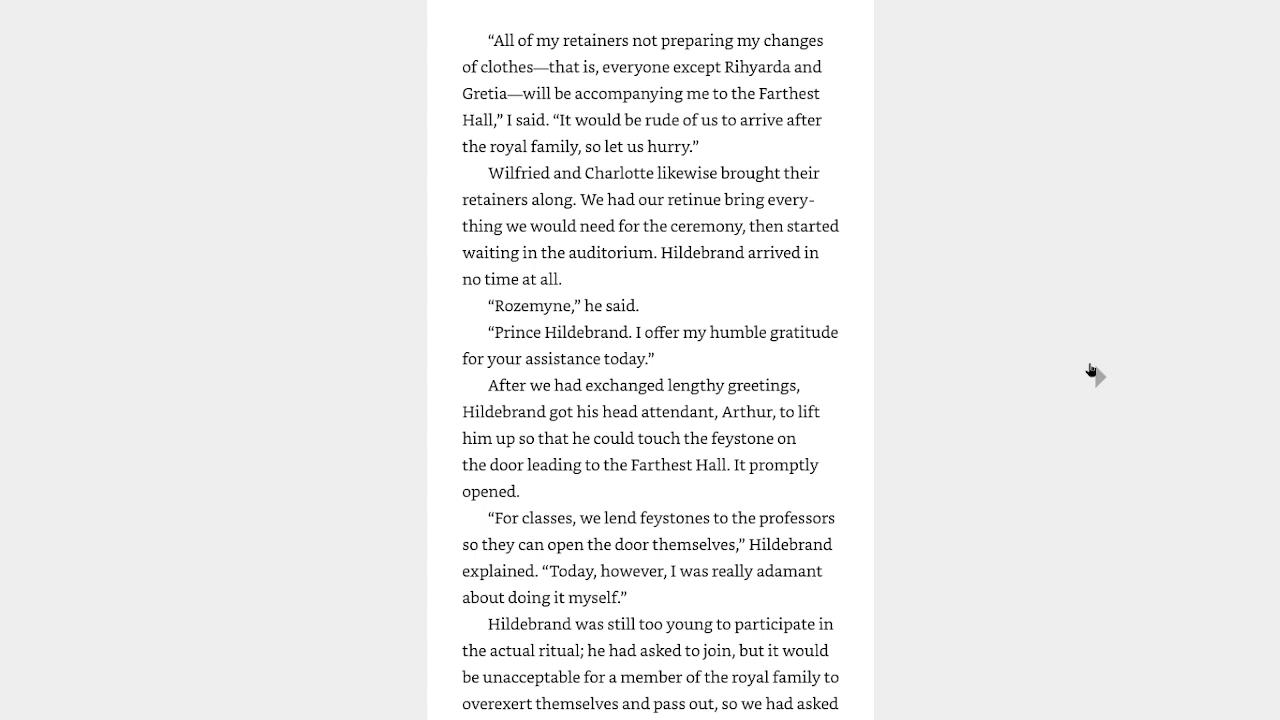 “All of my retainers not preparing my changes
of clothes—that is, everyone except Rihyarda and
Gretia—will be accompanying me to the Farthest
Hall,” I said. “It would be rude of us to arrive after
the royal family, so let us hurry.”
Wilfried and Charlotte likewise brought their
retainers along. We had our retinue bring every-
thing we would need for the ceremony, then started
waiting in the auditorium. Hildebrand arrived in
no time at all.
“Rozemyne,” he said.
“Prince Hildebrand. I offer my humble gratitude
for your assistance today.”
After we had exchanged lengthy greetings,
Hildebrand got his head attendant, Arthur, to lift
him up so that he could touch the feystone on
the door leading to the Farthest Hall. It promptly
opened.
“For classes, we lend feystones to the professors
so they can open the door themselves,” Hildebrand
explained. “Today, however, I was really adamant
about doing it myself.”
Hildebrand was still too young to participate in
the actual ritual; he had asked to join, but it would
be unacceptable for a member of the royal family to
overexert themselves and pass out, so we had asked